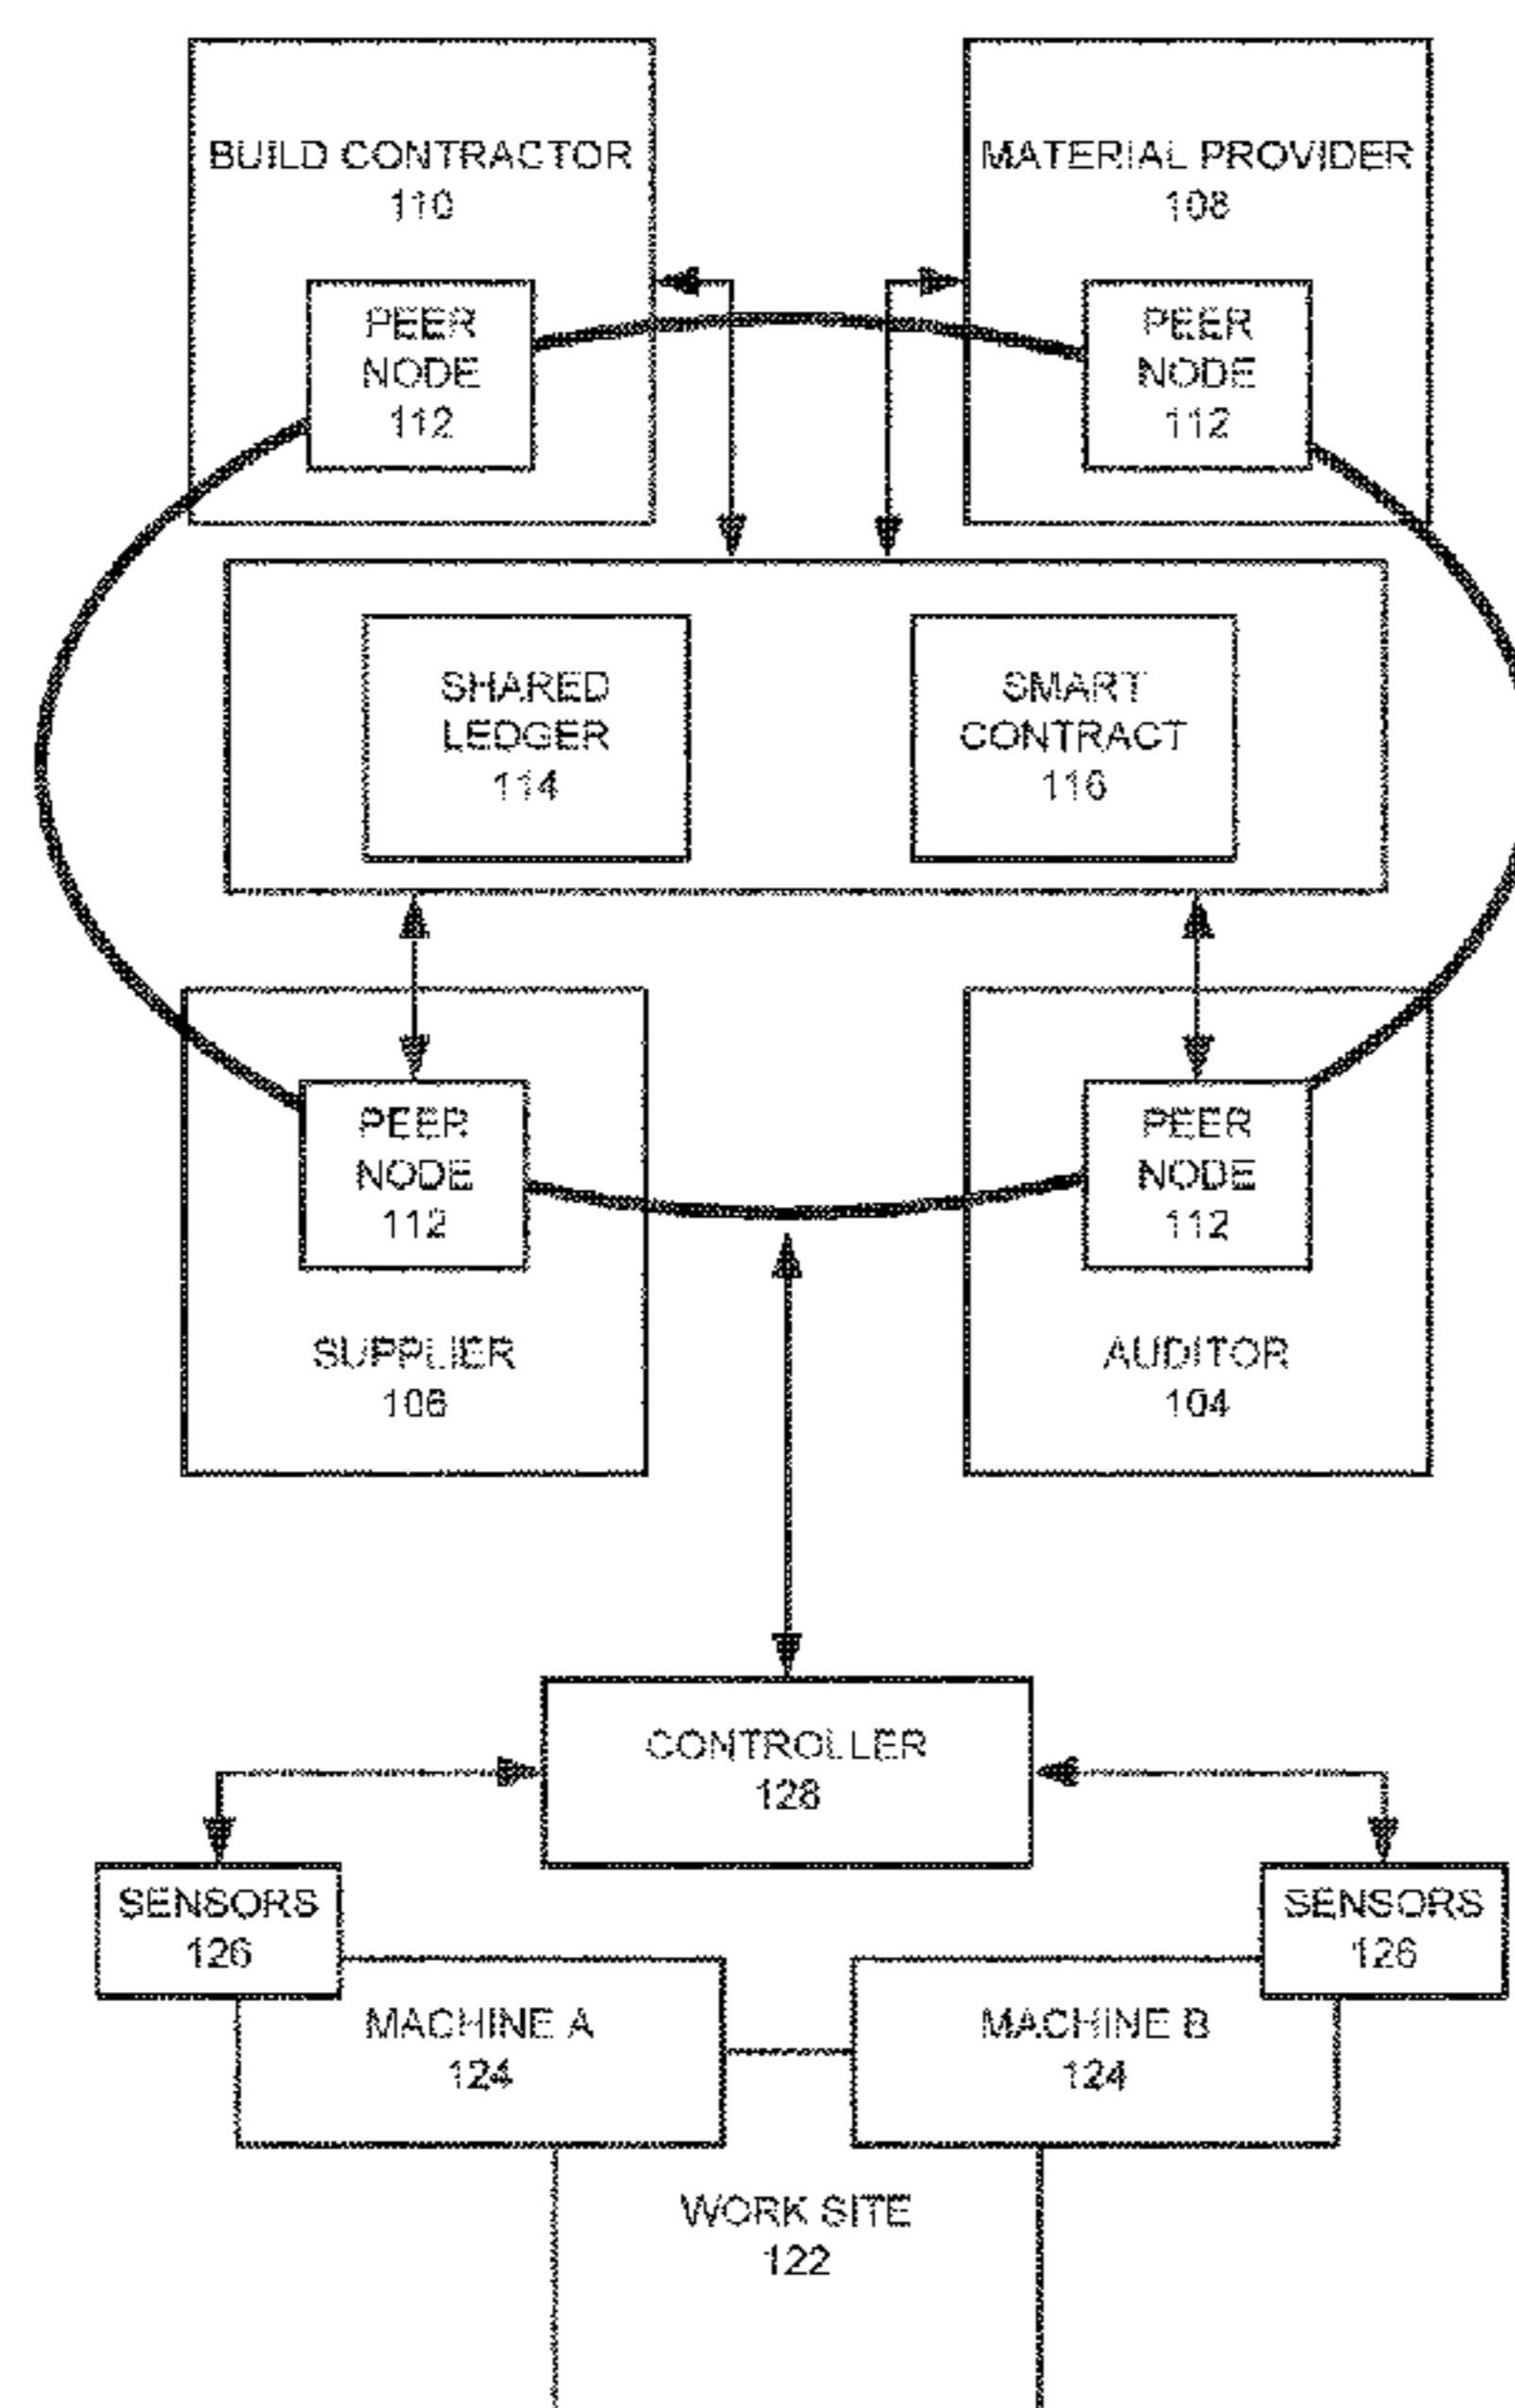 BUILD CONTRACTOR
110
MATERIAL PROVIDER
108
PEER
NODE
112
PEER
NODE
112
SHARED
LEDGER
114
SMART
CONTRACT
116
PEER
NODE
112
PEER
NODE
112
SUPPLIER
106
AUDITOR
104
CONTROLLER
128
SENSORS
126
SENSORS
126
MACHINE A
124
MACHINE B
124
WORK SITE
122